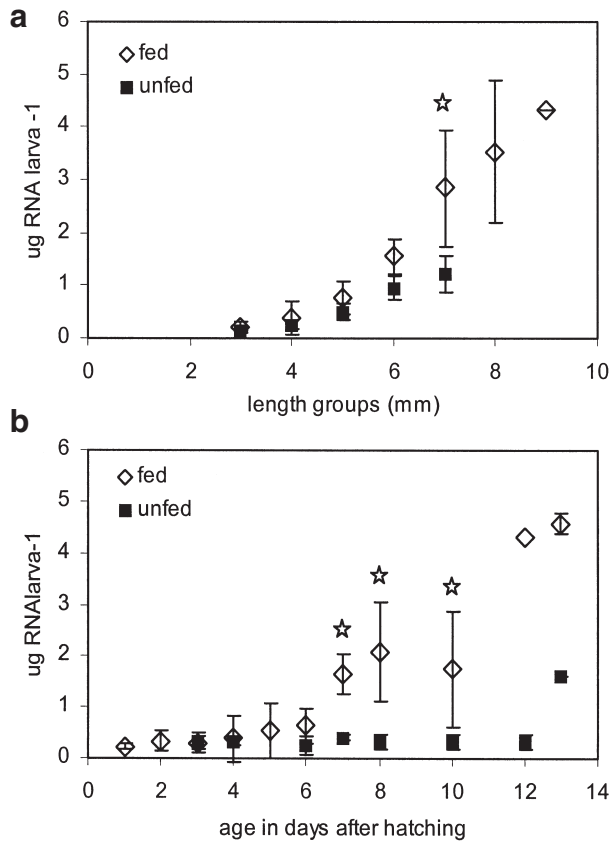 a
6
5
4
3
2
1
0
ug RNA larva -1
fed
unfed
0 2 4 6 8 10
length groups (mm)
b
6
5
4
3
2
1
0
ug RNAlarva-1
fed
unfed
0 2 4 6 8 10 12 14
age in days after hatching